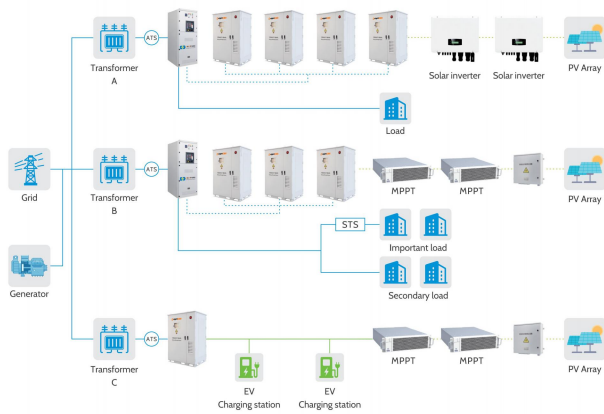 ATS
Transformer
A
Solar inverter
Solar inverter
PV Array
Load
Grid
ATS
Transformer
B
MPPT
MPPT
PV Array
STS
Important load
Secondary load
Generator
ATS
Transformer
C
EV
Charging station
EV
Charging station
MPPT
MPPT
PV Array